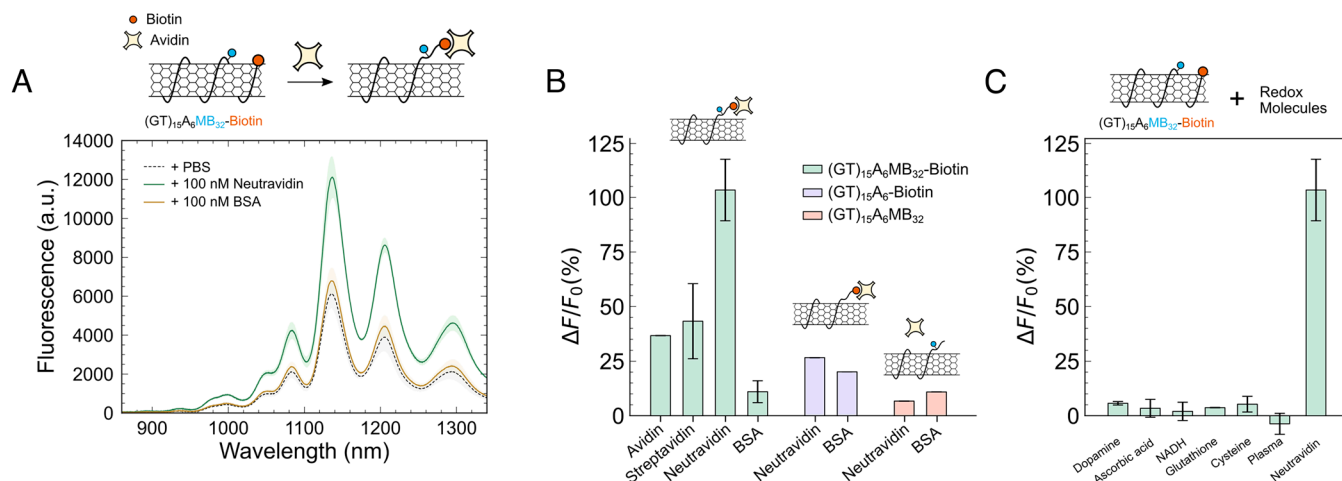 A
Biotin
Avidin
(GT)₁₅A₆MB₃₂-Biotin
+ PBS
+ 100 nM Neutravidin
+ 100 nM BSA
Fluorescence (a.u.)
14000
12000
10000
8000
6000
4000
2000
0
900
1000
1100
1200
1300
Wavelength (nm)
B
ΔF/F₀(%)
125
100
75
50
25
0
(GT)₁₅A₆MB₃₂-Biotin
(GT)₁₅A₆-Biotin
(GT)₁₅A₆MB₃₂
Avidin
Streptavidin
Neutravidin
BSA
Neutravidin
BSA
Neutravidin
BSA
C
(GT)₁₅A₆MB₃₂-Biotin
+
Redox
Molecules
ΔF/F₀(%)
125
100
75
50
25
0
Dopamine
Ascorbic acid
NADH
Glutathione
Cysteine
Plasma
Neutravidin